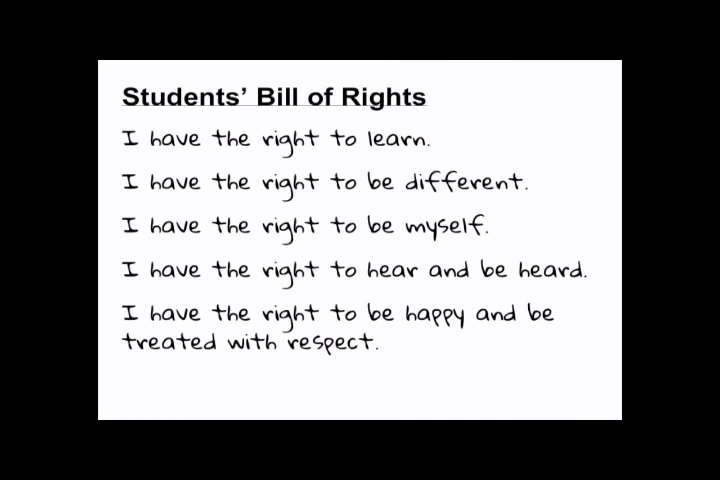 Students’ Bill of Rights
I have the right to learn.
I have the right to be different.
I have the right to be myself.
I have the right to hear and be heard.
I have the right to be happy and be
treated with respect.